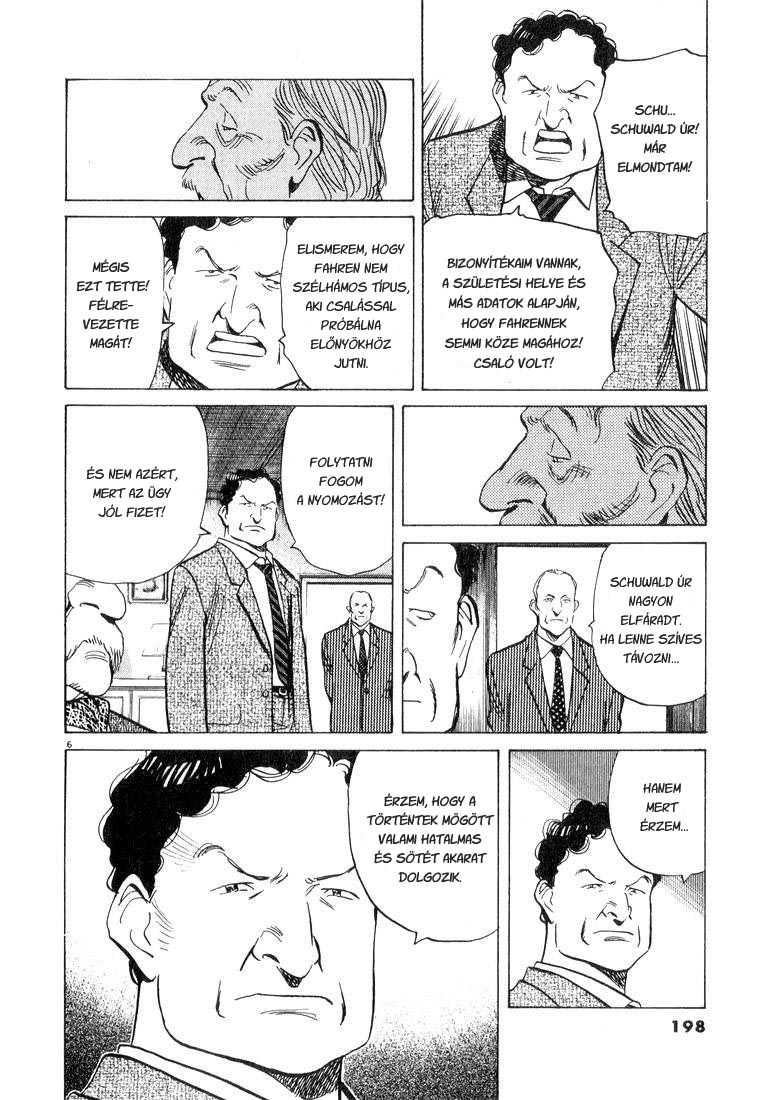 SCHU...
SCHUWALD ÚR!
MÁR
ELMONDTAM!
BIZONYÍTÉKAIM VANNAK,
A SZÜLETÉSI HELYE ÉS
MÁS ADATOK ALAPJÁN,
HOGY FAHRENNEK
SEMMI KÖZE MAGÁHOZ!
CSALÓ VOLT!
ELISMEREM, HOGY
FAHREN NEM
SZÉLHÁMOS TÍPUS,
AKI CSALÁSSAL
PRÓBÁLNA
ELŐNYÖKHÖZ
JUTNI.
MÉGIS
EZT TETTE!
FÉLRE-
VEZETTE
MAGÁT!
SCHUWALD ÚR
NAGYON
ELFÁRADT.
HA LENNE SZÍVES
TÁVOZNI...
FOLYTATNI
FOGOM
A NYOMOZÁST!
ÉS NEM AZÉRT,
MERT AZ ÜGY
JÓL FIZET!
HANEM
MERT
ÉRZEM...
ÉRZEM, HOGY A
TÖRTÉNTEK MÖGÖTT
VALAMI HATALMAS
ÉS SÖTÉT AKARAT
DOLGOZIK.
6
198